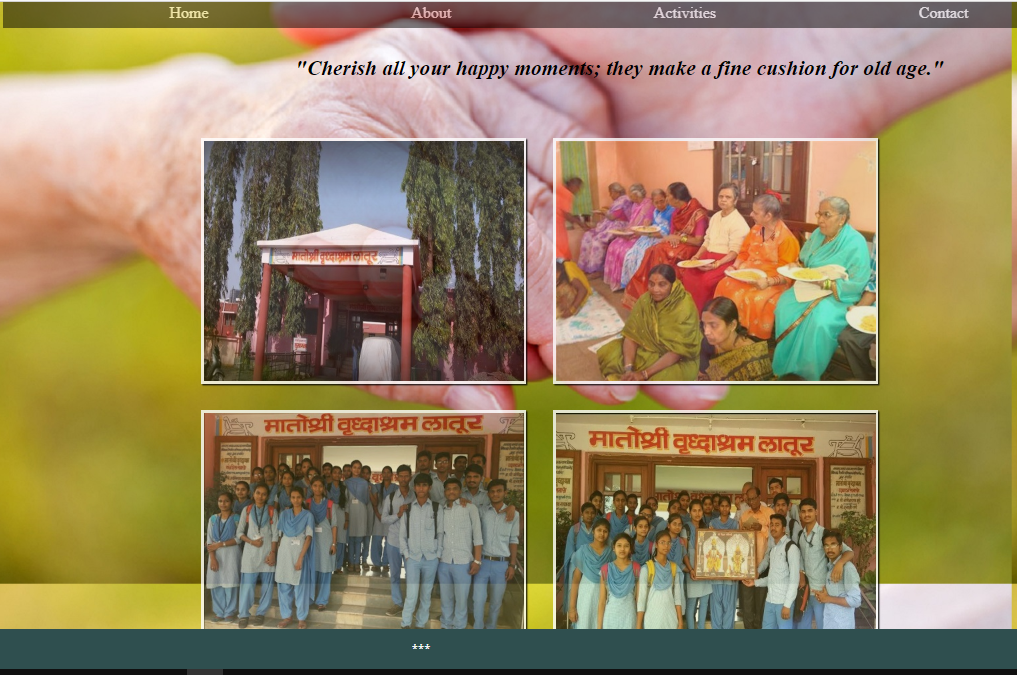 Home About Activities Contact
"Cherish all your happy moments; they make a fine cushion for old age."
मातोश्री वृध्दाश्रम लातूर
मातोश्री वृध्दाश्रम लातूर
मातोश्री वृध्दाश्रम लातूर
***